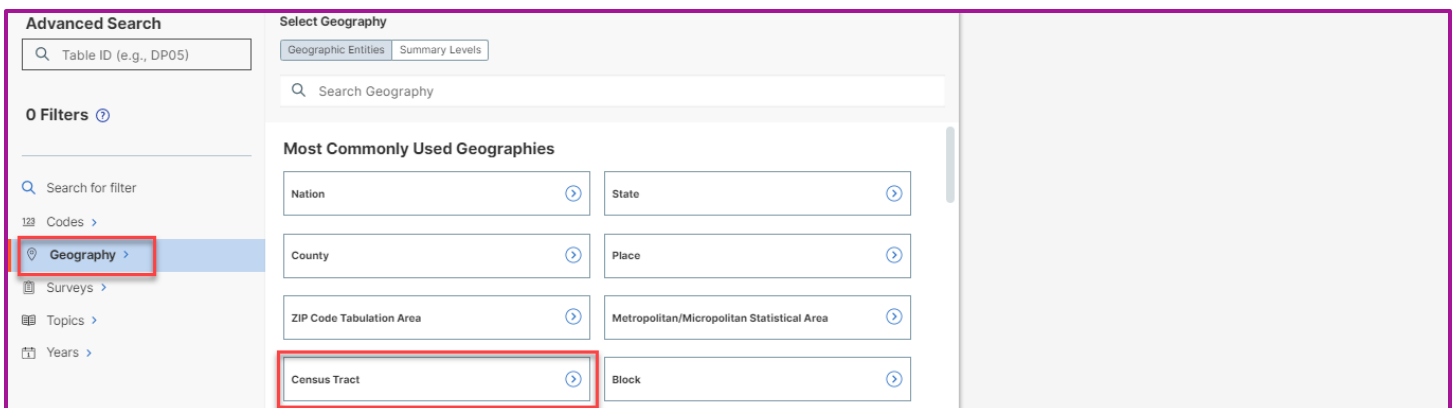 Advanced Search
Table ID (e.g., DP05)
0 Filters ?
Search for filter
123 Codes >
Geography >
Surveys >
Topics >
1 Years >
Select Geography
Geographic Entities Summary Levels
Search Geography
Most Commonly Used Geographies
Nation State
County Place
ZIP Code Tabulation Area Metropolitan/Micropolitan Statistical Area
Census Tract Block